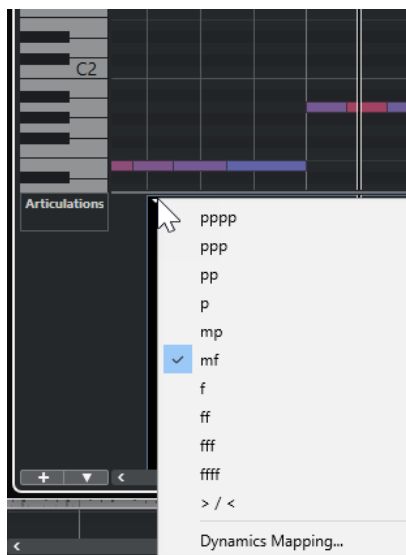 C2
Articulations
pppp
ppp
pp
p
mp
mf
f
ff
fff
ffff
> / <
Dynamics Mapping...